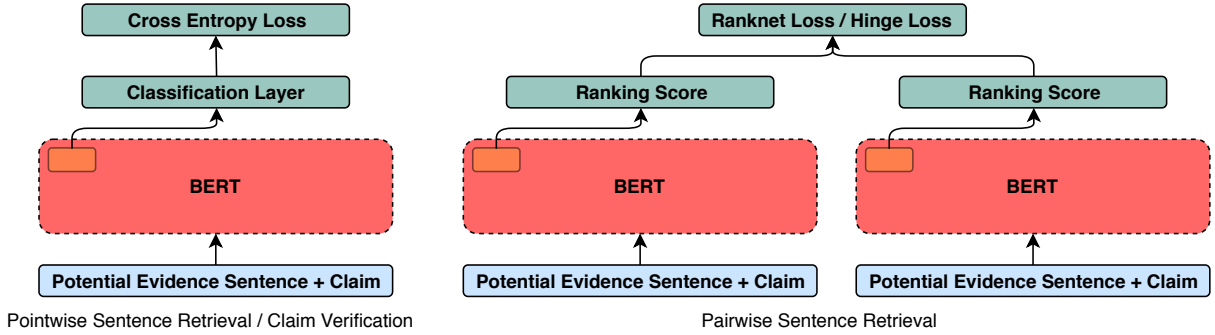 Cross Entropy Loss
Classification Layer
BERT
Potential Evidence Sentence + Claim
Pointwise Sentence Retrieval / Claim Verification
Ranknet Loss / Hinge Loss
Ranking Score
Ranking Score
BERT
BERT
Potential Evidence Sentence + Claim
Potential Evidence Sentence + Claim
Pairwise Sentence Retrieval